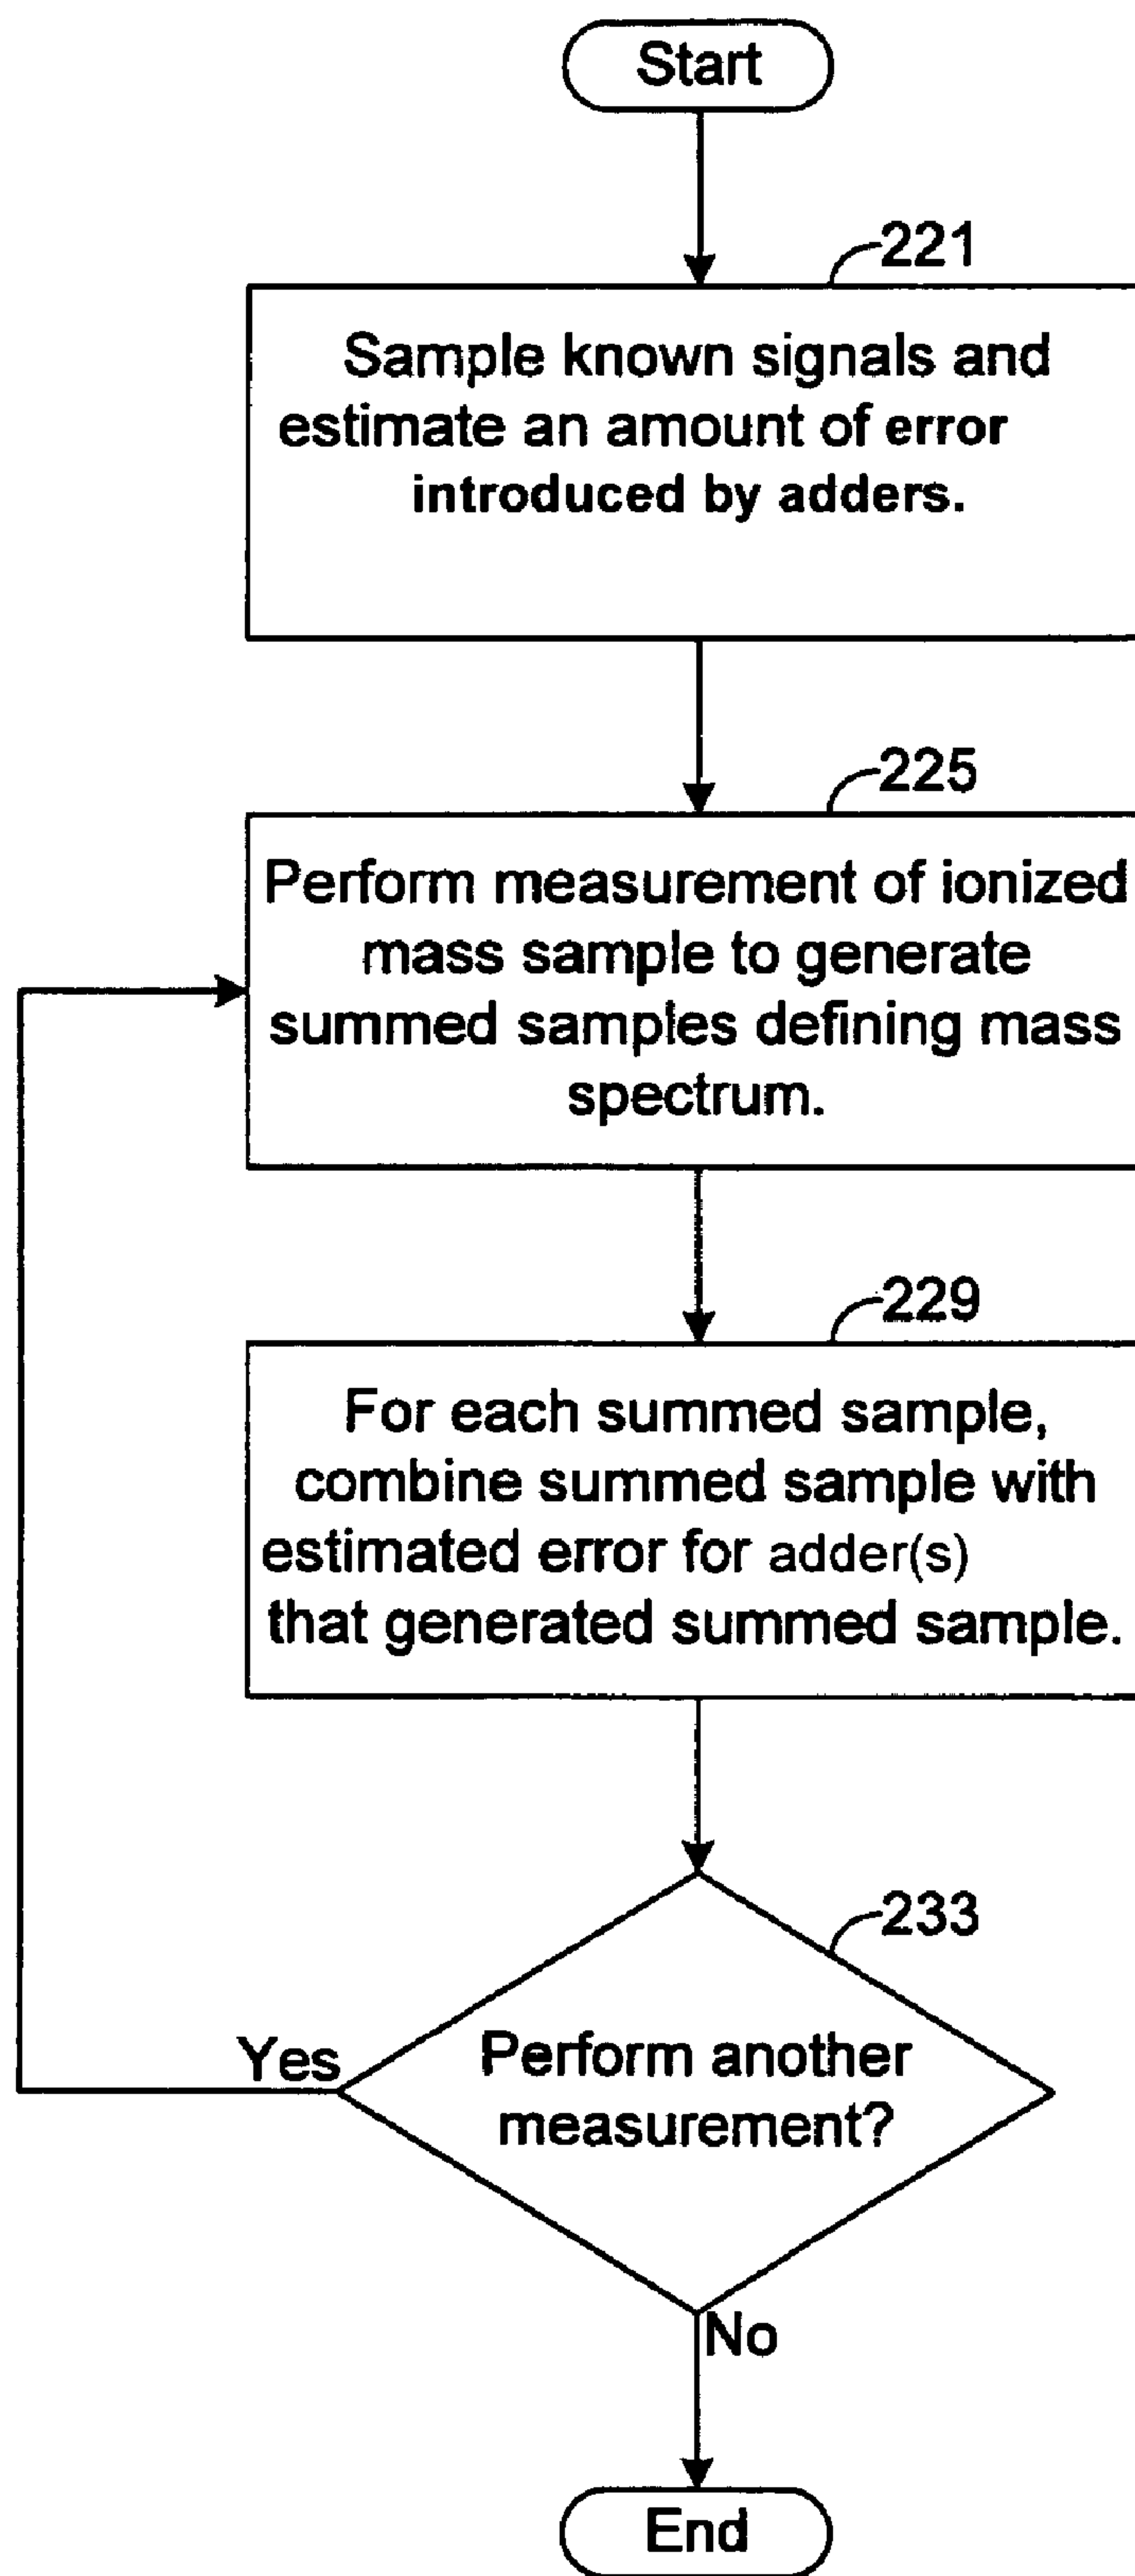 Start
221
Sample known signals and
estimate an amount of error
introduced by adders.
225
Perform measurement of ionized
mass sample to generate
summed samples defining mass
spectrum.
229
For each summed sample,
combine summed sample with
estimated error for adder(s)
that generated summed sample.
233
Yes
Perform another
measurement?
No
End